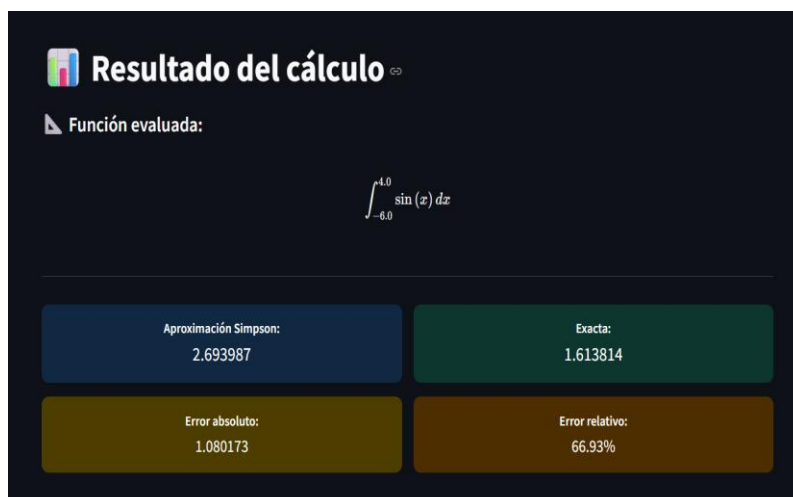 Resultado del cálculo
Función evaluada:
∫_{-6.0}^{4.0} sin (x) dx
Aproximación Simpson:
2.693987
Exacta:
1.613814
Error absoluto:
1.080173
Error relativo:
66.93%